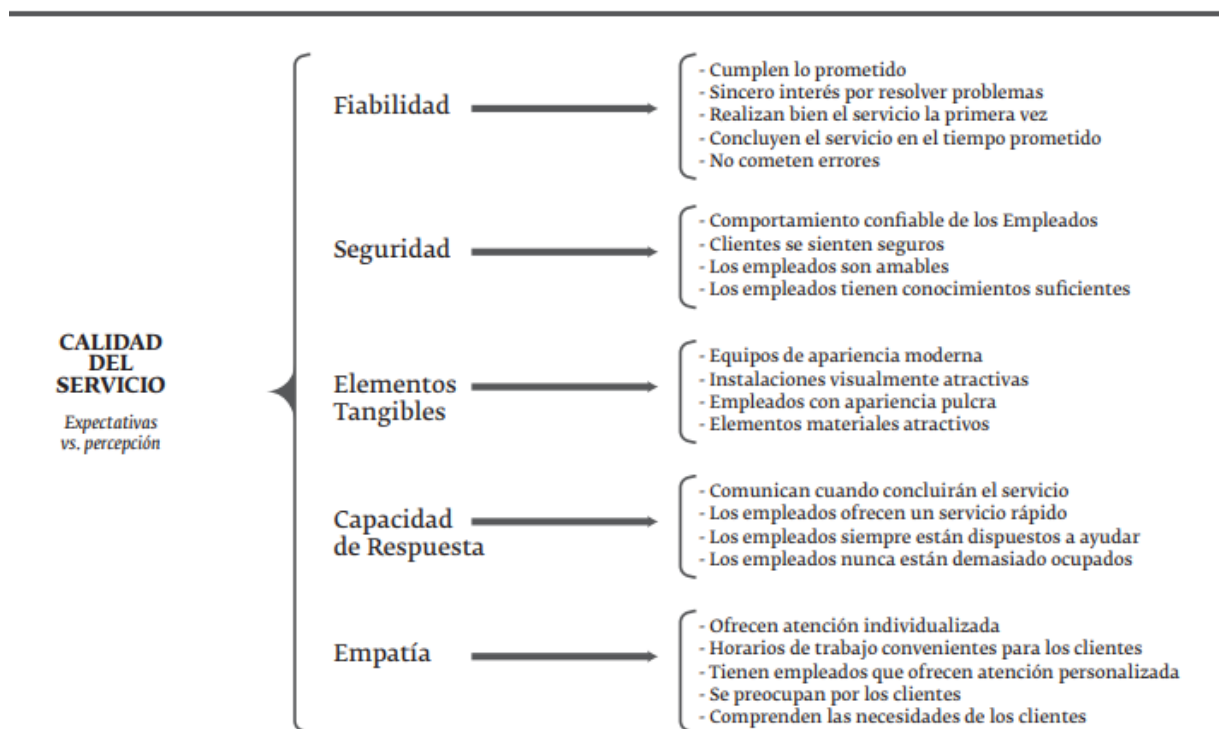 CALIDAD
DEL
SERVICIO
Expectativas
vs. percepción
Fiabilidad
- Cumplen lo prometido
- Sincero interés por resolver problemas
- Realizan bien el servicio la primera vez
- Concluyen el servicio en el tiempo prometido
- No cometen errores
Seguridad
- Comportamiento confiable de los Empleados
- Clientes se sienten seguros
- Los empleados son amables
- Los empleados tienen conocimientos suficientes
Elementos
Tangibles
- Equipos de apariencia moderna
- Instalaciones visualmente atractivas
- Empleados con apariencia pulcra
- Elementos materiales atractivos
Capacidad
de Respuesta
- Comunican cuando concluirán el servicio
- Los empleados ofrecen un servicio rápido
- Los empleados siempre están dispuestos a ayudar
- Los empleados nunca están demasiado ocupados
Empatía
- Ofrecen atención individualizada
- Horarios de trabajo convenientes para los clientes
- Tienen empleados que ofrecen atención personalizada
- Se preocupan por los clientes
- Comprenden las necesidades de los clientes